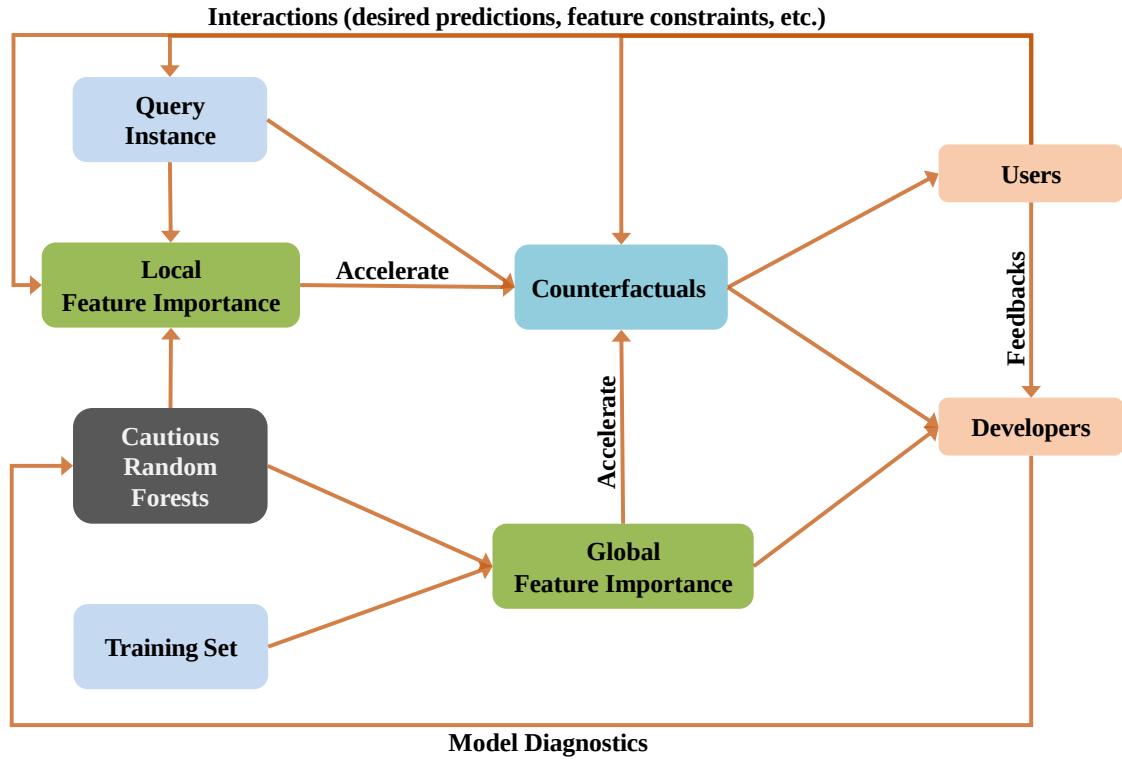 Interactions (desired predictions, feature constraints, etc.)
Query
Instance
Users
Local
Feature Importance
Accelerate
Counterfactuals
Feedbacks
Cautious
Random
Forests
Accelerate
Developers
Global
Feature Importance
Training Set
Model Diagnostics